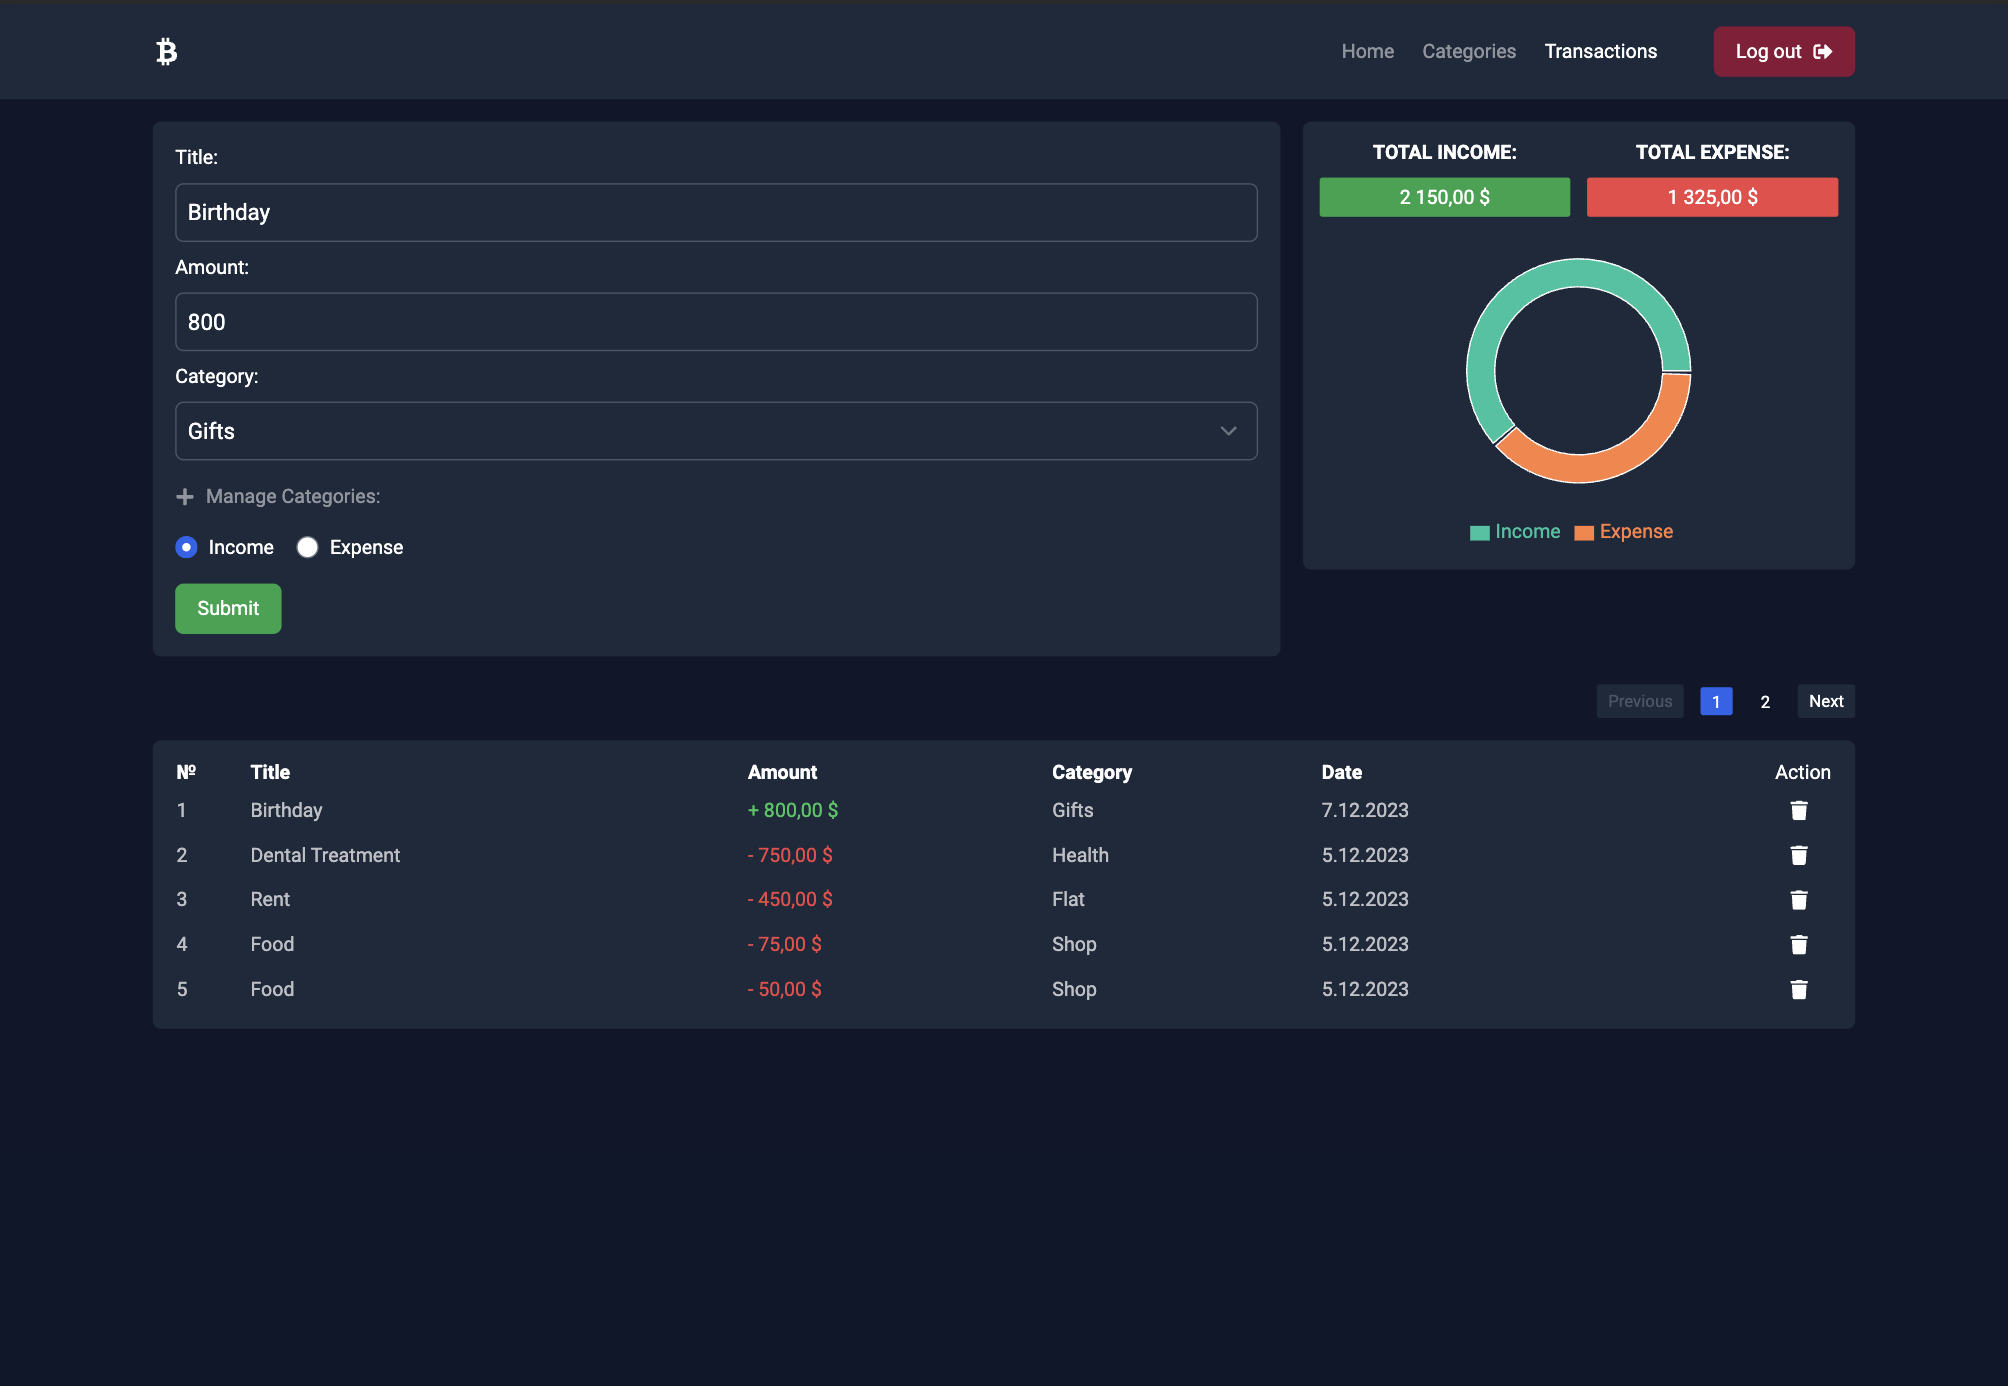 Home Categories Transactions Log out
Title:
Birthday
Amount:
800
Category:
Gifts
Manage Categories:
Income Expense
Submit
TOTAL INCOME: TOTAL EXPENSE:
2 150,00 $ 1 325,00 $
Income Expense
Previous 1 2 Next
Nº Title Amount Category Date Action
1 Birthday + 800,00 $ Gifts 7.12.2023
2 Dental Treatment - 750,00 $ Health 5.12.2023
3 Rent - 450,00 $ Flat 5.12.2023
4 Food - 75,00 $ Shop 5.12.2023
5 Food - 50,00 $ Shop 5.12.2023